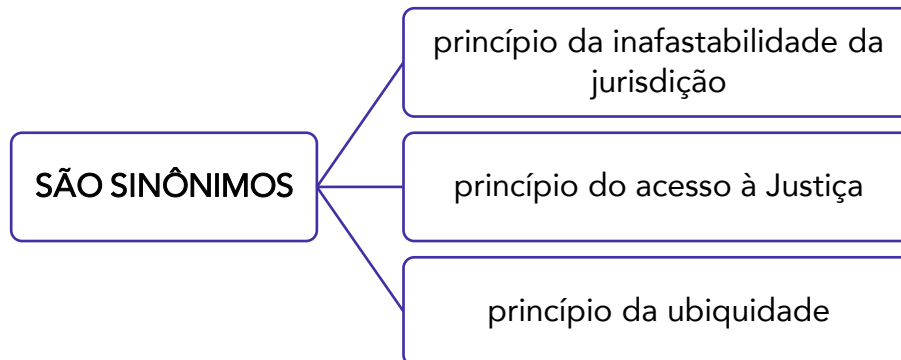 SÃO SINÔNIMOS
princípio da inafastabilidade da
jurisdição
princípio do acesso à Justiça
princípio da ubiquidade